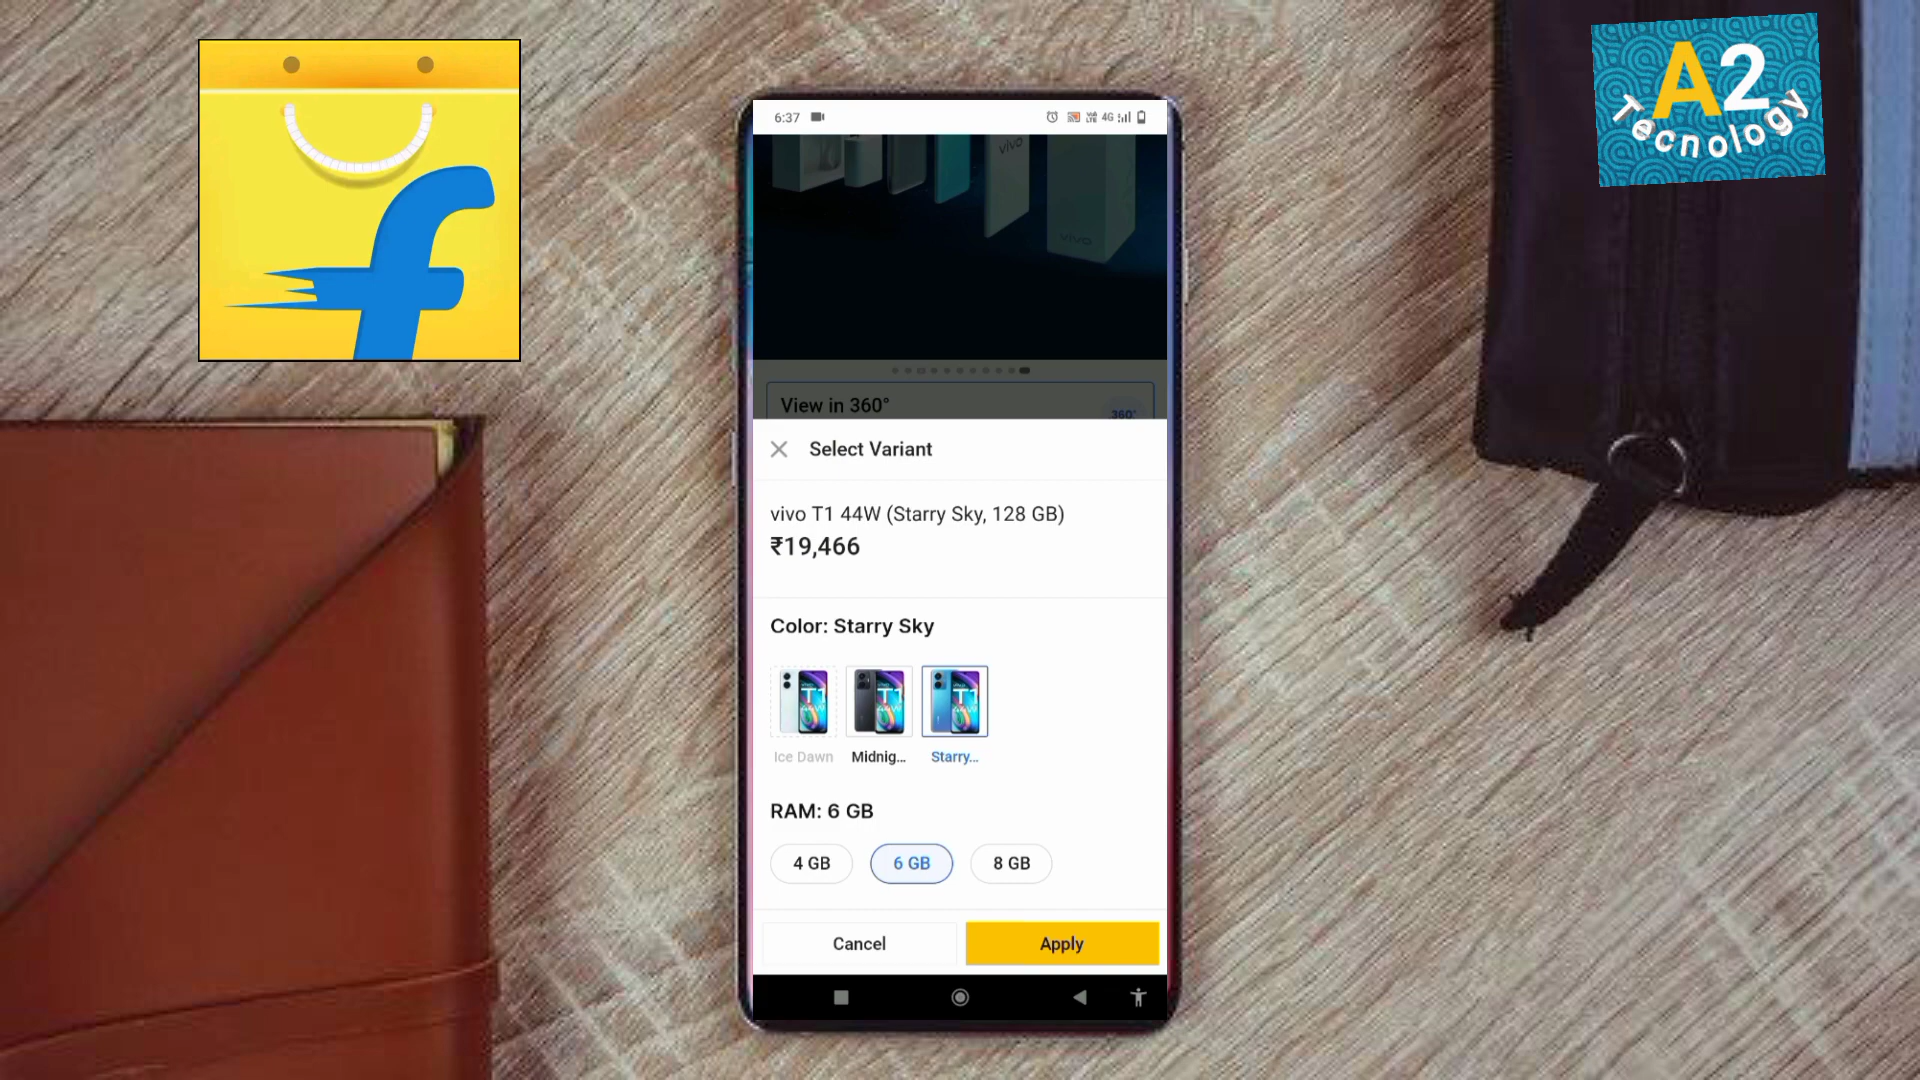 A2
Tecnology
6:37
4G
vivo
vivo
View in 360°
360°
Select Variant
vivo T1 44W (Starry Sky, 128 GB)
₹19,466
Color: Starry Sky
Ice Dawn
Midnig...
Starry...
RAM: 6 GB
4 GB
6 GB
8 GB
Cancel
Apply